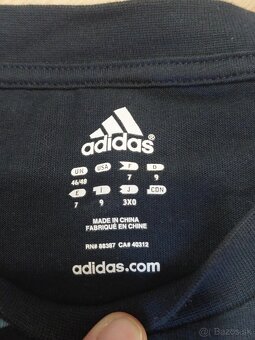 adidas®
UK USA F D
46/48 7 9
E I J CDN
7 9 3XO
MADE IN CHINA
FABRIQUÉ EN CHINE
RN# 88387 CA# 40312
adidas.com